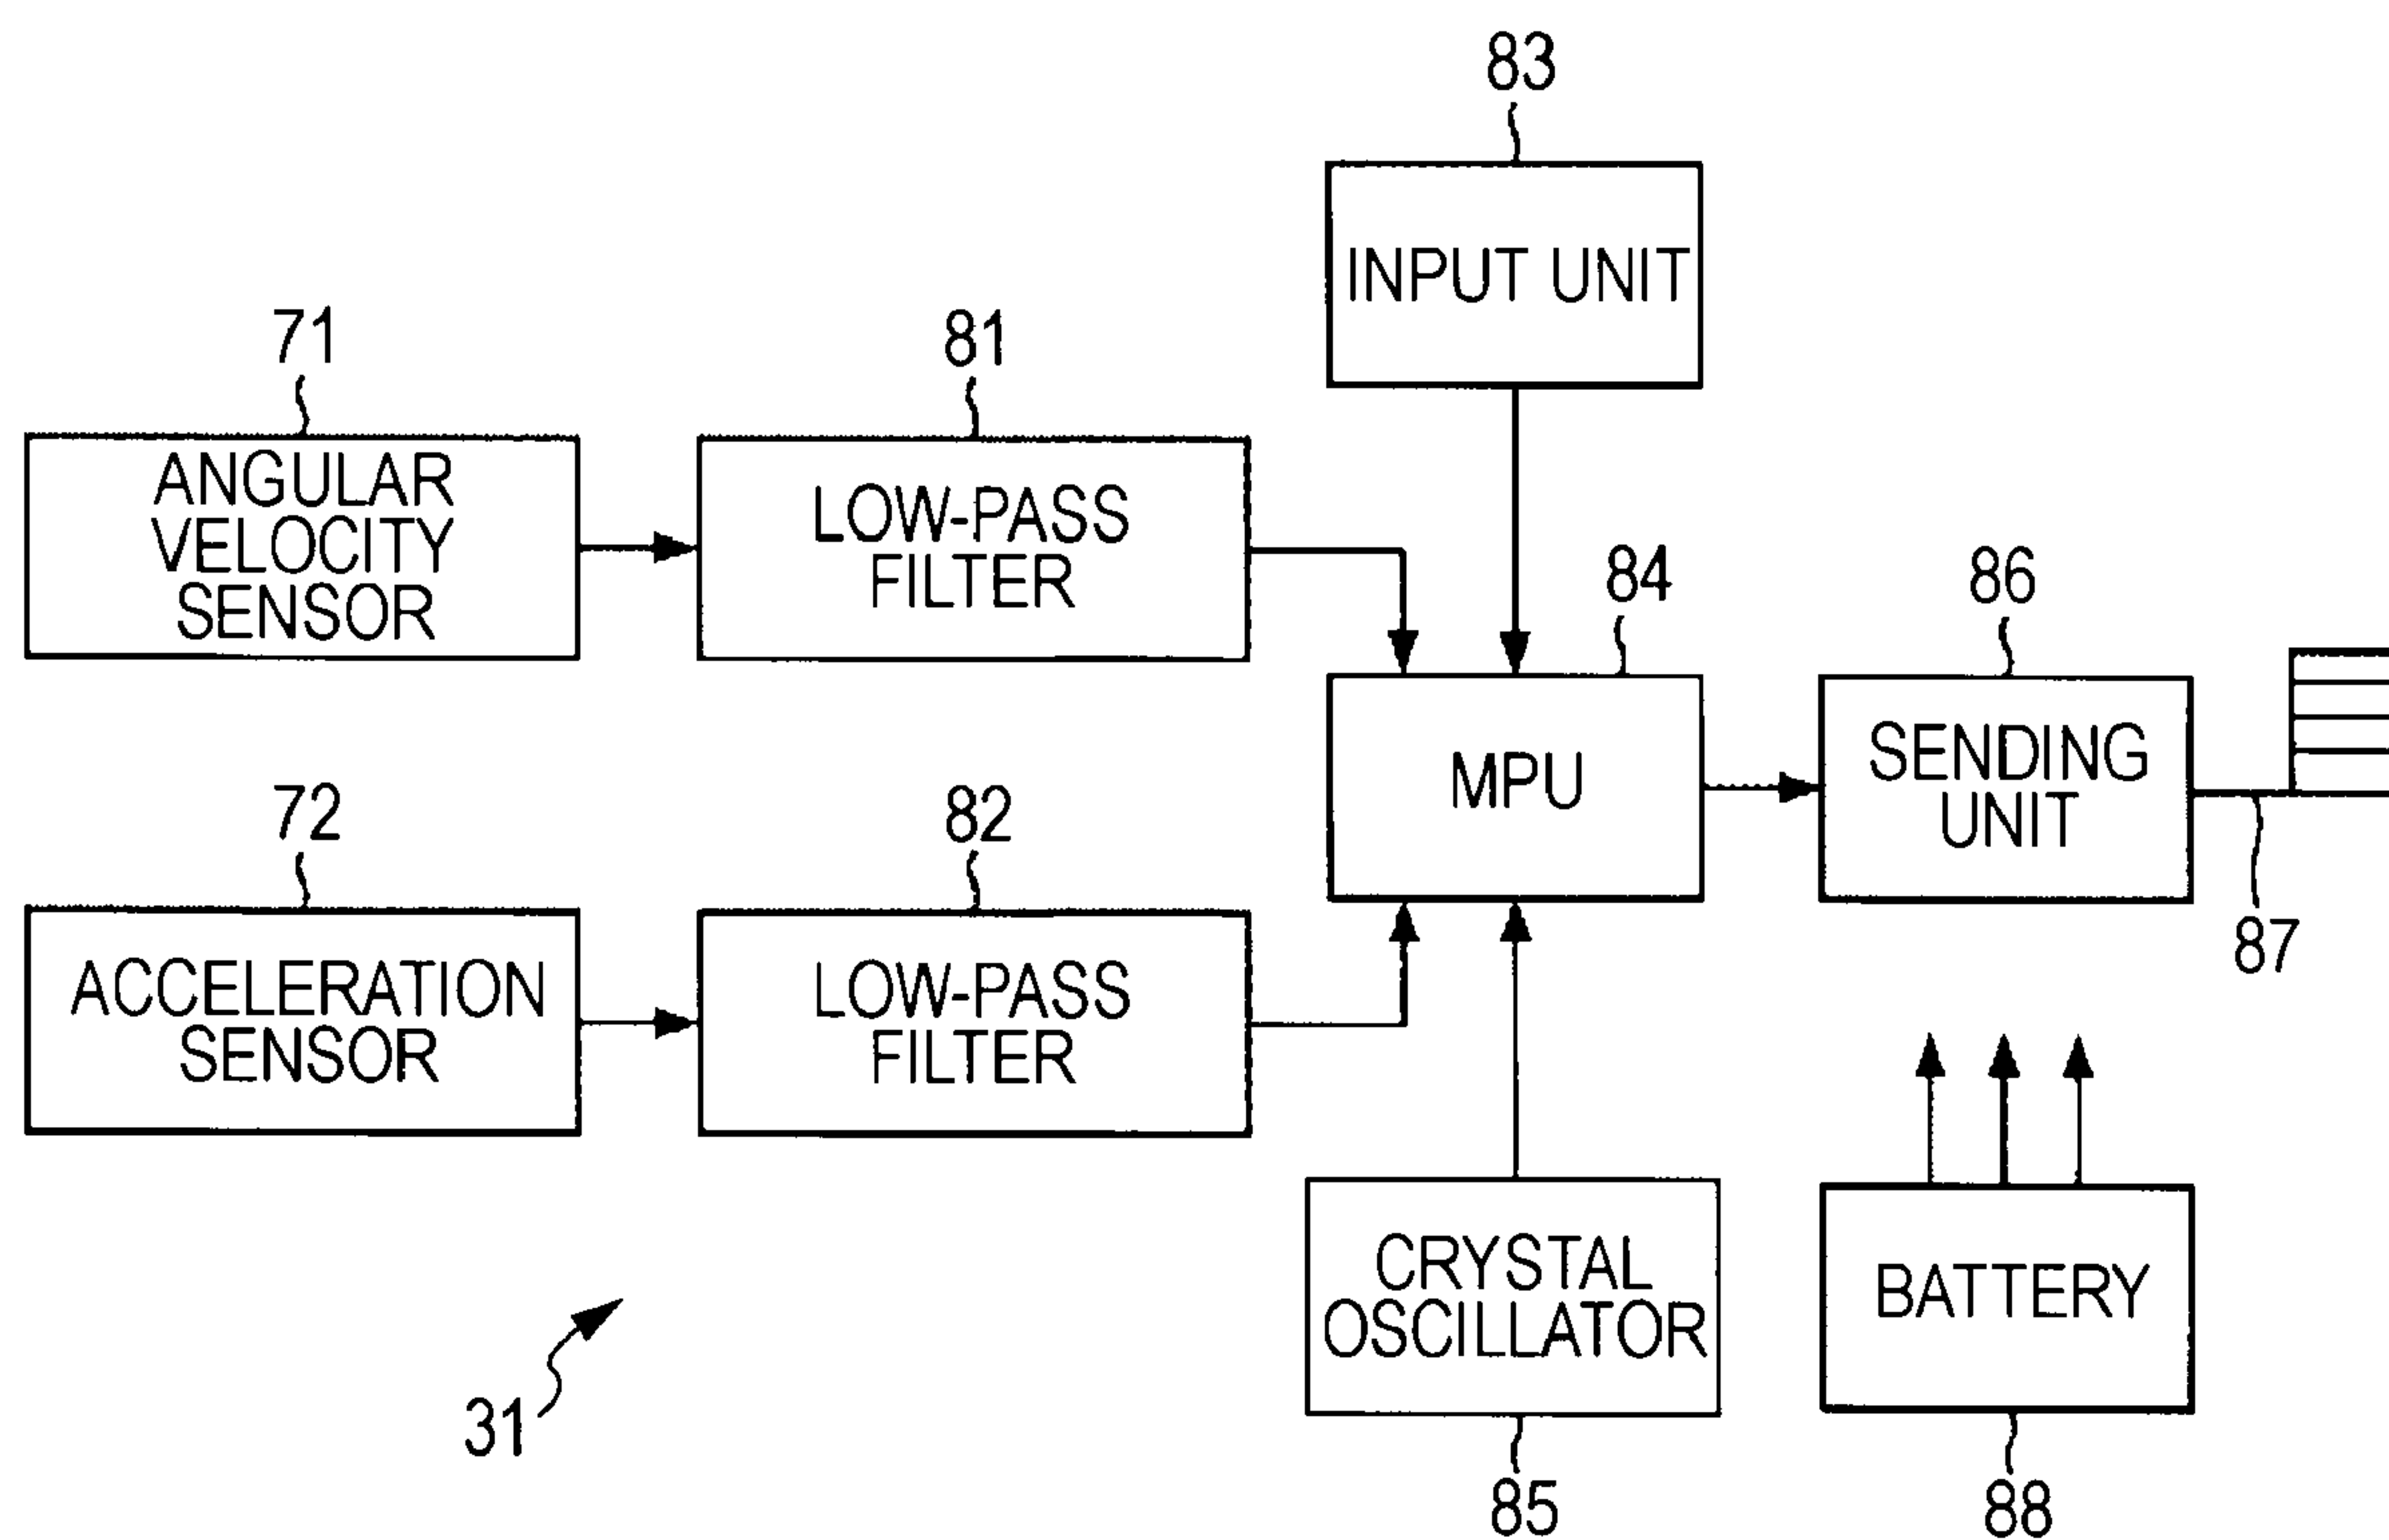 83
INPUT UNIT
71
ANGULAR
VELOCITY
SENSOR
81
LOW-PASS
FILTER
84
MPU
86
SENDING
UNIT
87
72
ACCELERATION
SENSOR
82
LOW-PASS
FILTER
CRYSTAL
OSCILLATOR
85
BATTERY
88
31